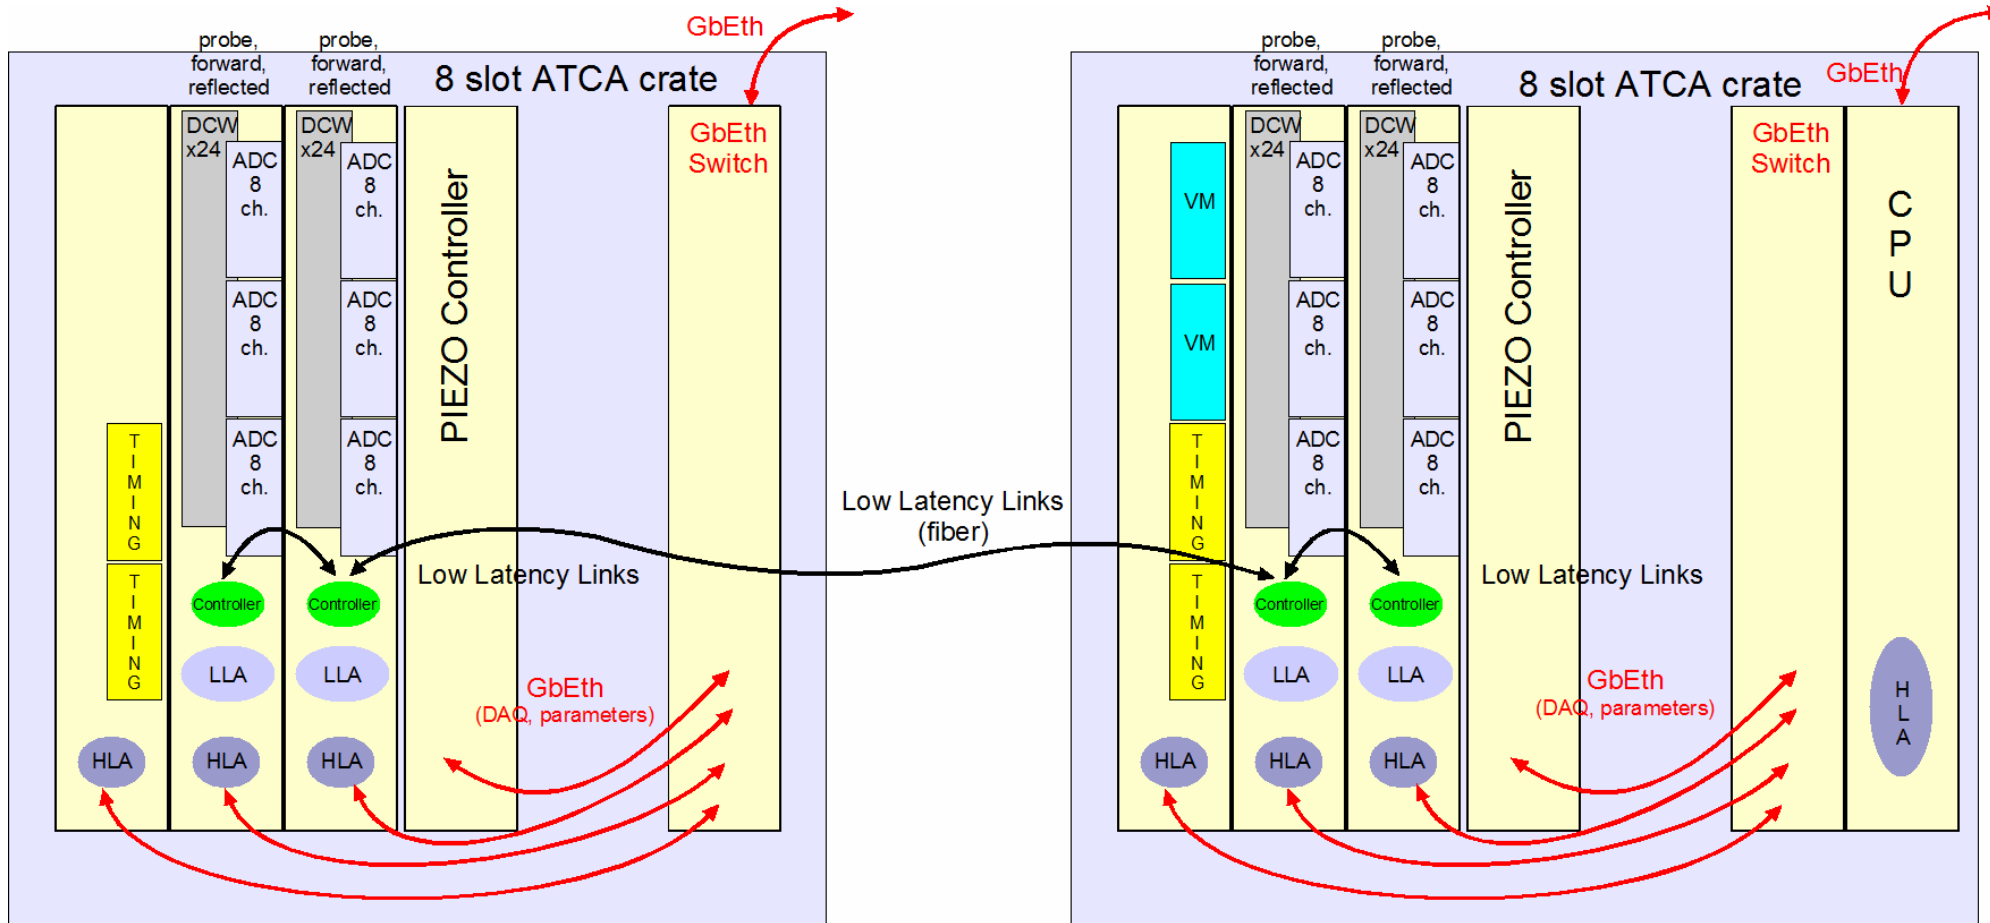 GbEth
probe,
forward,
reflected
probe,
forward,
reflected
8 slot ATCA crate
DCW
x24
ADC
8
ch.
ADC
8
ch.
ADC
8
ch.
DCW
x24
ADC
8
ch.
ADC
8
ch.
ADC
8
ch.
PIEZO Controller
GbEth
Switch
TIMING
TIMING
Controller
Controller
Low Latency Links
LLA
LLA
GbEth
(DAQ, parameters)
HLA
HLA
HLA
Low Latency Links
(fiber)
probe,
forward,
reflected
probe,
forward,
reflected
8 slot ATCA crate
GbEth
VM
VM
DCW
x24
ADC
8
ch.
ADC
8
ch.
ADC
8
ch.
DCW
x24
ADC
8
ch.
ADC
8
ch.
ADC
8
ch.
PIEZO Controller
GbEth
Switch
CPU
TIMING
TIMING
Controller
Controller
Low Latency Links
LLA
LLA
GbEth
(DAQ, parameters)
HLA
HLA
HLA
HLA